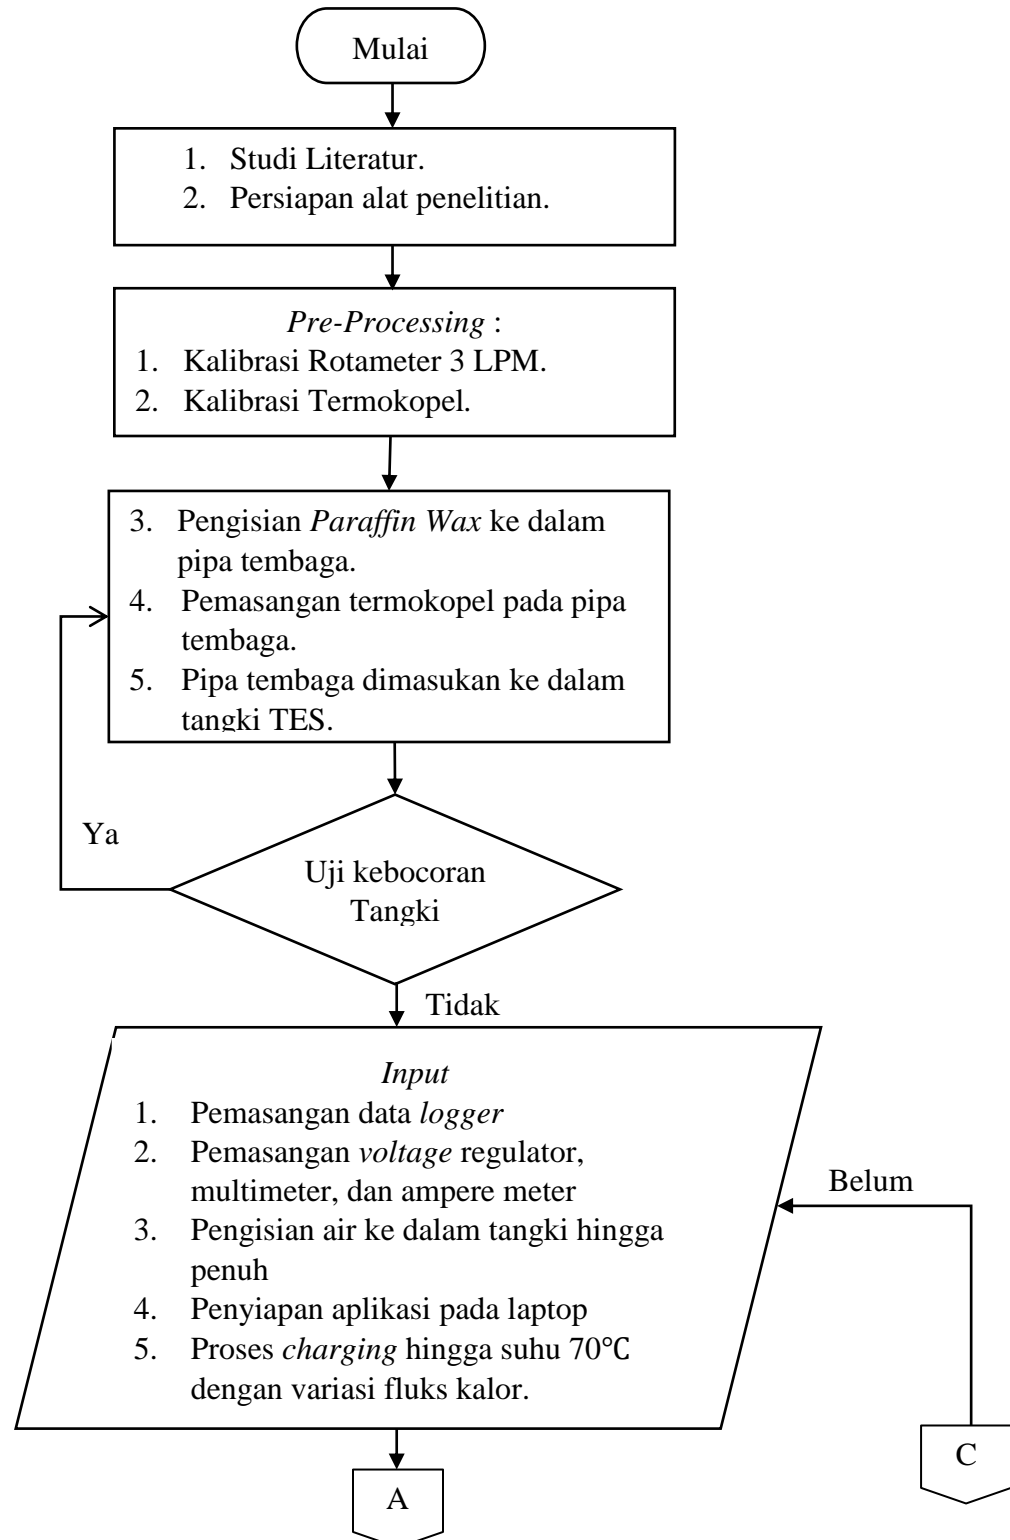 Mulai
1. Studi Literatur.
2. Persiapan alat penelitian.
Pre-Processing :
1. Kalibrasi Rotameter 3 LPM.
2. Kalibrasi Termokopel.
3. Pengisian Paraffin Wax ke dalam
pipa tembaga.
4. Pemasangan termokopel pada pipa
tembaga.
5. Pipa tembaga dimasukan ke dalam
tangki TES.
Ya
Uji kebocoran
Tangki
Tidak
Input
1. Pemasangan data logger
2. Pemasangan voltage regulator,
multimeter, dan ampere meter
3. Pengisian air ke dalam tangki hingga
penuh
4. Penyiapan aplikasi pada laptop
5. Proses charging hingga suhu 70℃
dengan variasi fluks kalor.
Belum
C
A